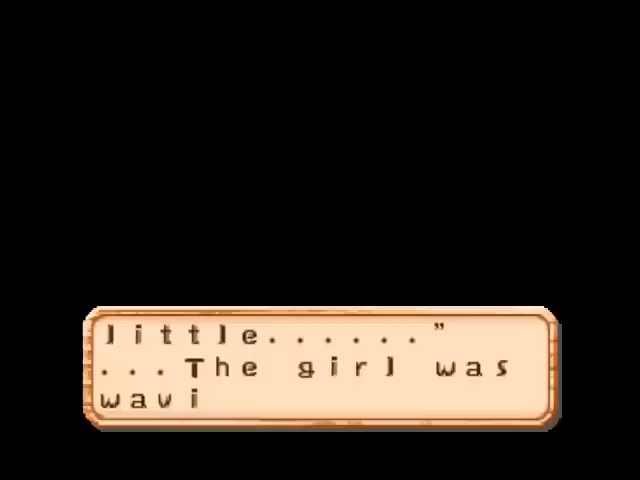 little......”
...The girl was
wavi